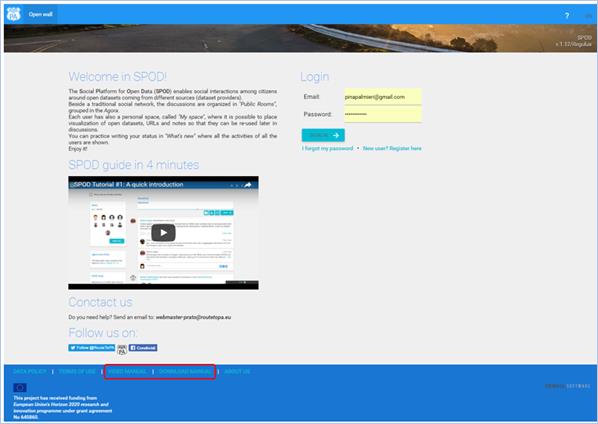 Open wall
?
EN
SPOD
v 1.17/Regular
Welcome in SPOD!
The Social Platform for Open Data (SPOD) enables social interactions among citizens
around open datasets coming from different sources (dataset providers).
Beside a traditional social network, the discussions are organized in "Public Rooms",
grouped in the Agora.
Each user has also a personal space, called "My space", where it is possible to place
visualization of open datasets, URLs and notes so that they can be re-used later in
discussions.
You can practice writing your status in "What's new" where all the activities of all the
users are shown.
Enjoy it!
Login
Email:
pinapalmieri@gmail.com
Password:
SIGN IN
I forgot my password • New user? Register here
SPOD guide in 4 minutes
SPOD Tutorial #1: A quick introduction
Conctact us
Do you need help? Send an email to: webmaster-prato@routetopa.eu
Follow us on:
Follow @RouteToPA
Condividi
DATA POLICY | TERMS OF USE | VIDEO MANUAL | DOWNLOAD MANUAL | ABOUT US
SOFTWARE
This project has received funding from
European Union's Horizon 2020 research and
innovation programme under grant agreement
No 645860.